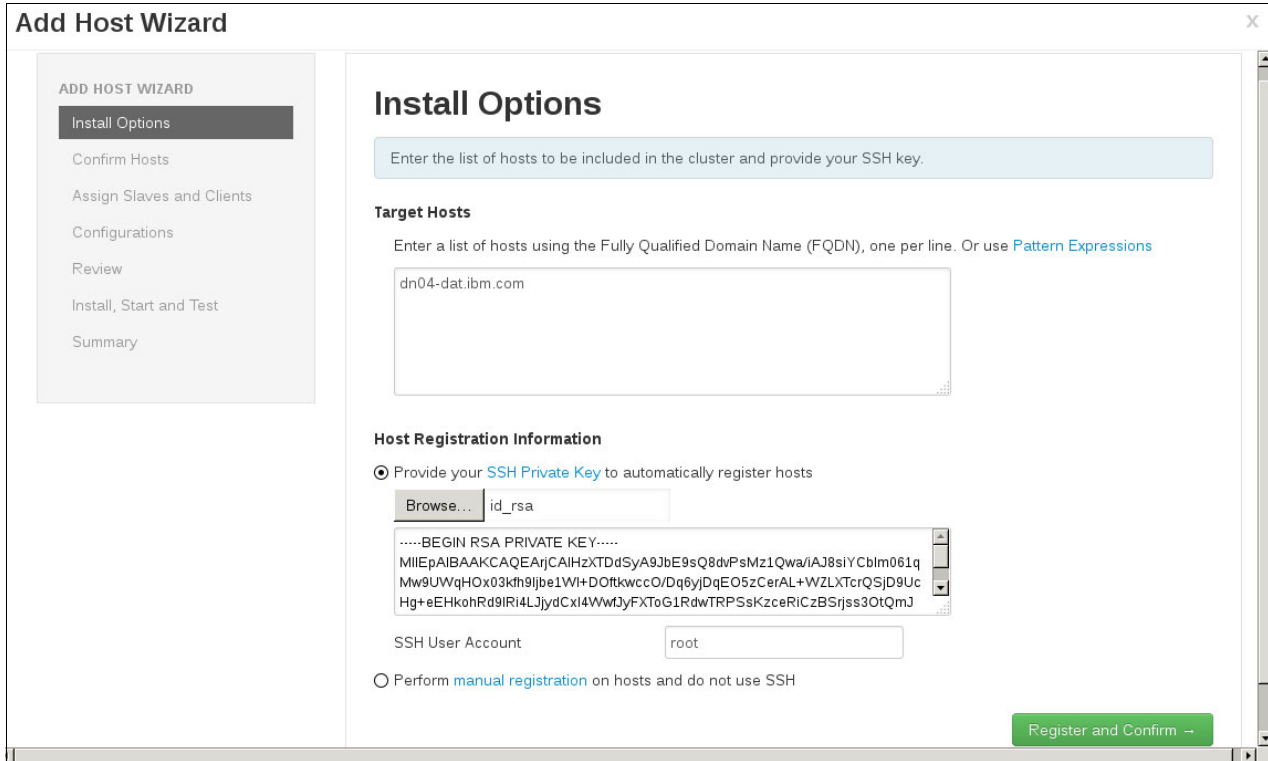 Add Host Wizard
X
ADD HOST WIZARD
Install Options
Confirm Hosts
Assign Slaves and Clients
Configurations
Review
Install, Start and Test
Summary
Install Options
Enter the list of hosts to be included in the cluster and provide your SSH key.
Target Hosts
Enter a list of hosts using the Fully Qualified Domain Name (FQDN), one per line. Or use Pattern Expressions
dn04-dat.ibm.com
Host Registration Information
Provide your SSH Private Key to automatically register hosts
Browse... id_rsa
-----BEGIN RSA PRIVATE KEY-----
SSH User Account root
Perform manual registration on hosts and do not use SSH
Register and Confirm →